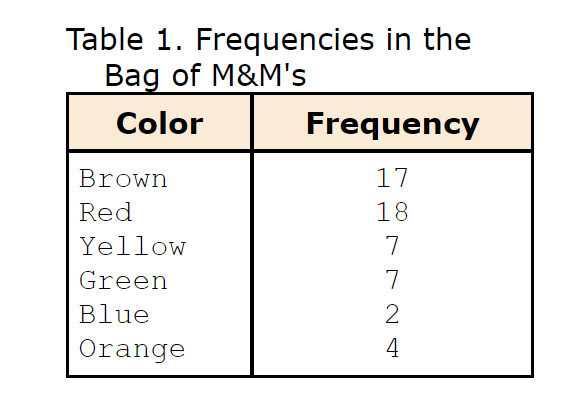 Table 1. Frequencies in the
Bag of M&M's
Color Frequency
Brown 17
Red 18
Yellow 7
Green 7
Blue 2
Orange 4